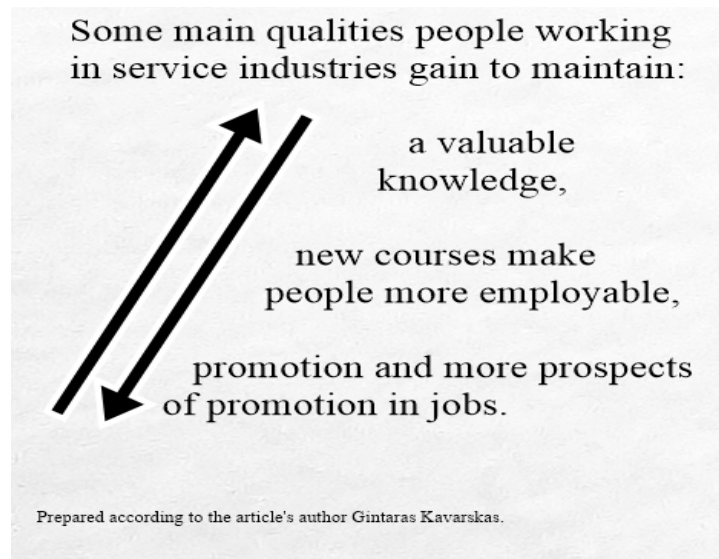 Some main qualities people working
in service industries gain to maintain:
a valuable
knowledge,
new courses make
people more employable,
promotion and more prospects
of promotion in jobs.
Prepared according to the article's author Gintaras Kavarskas.